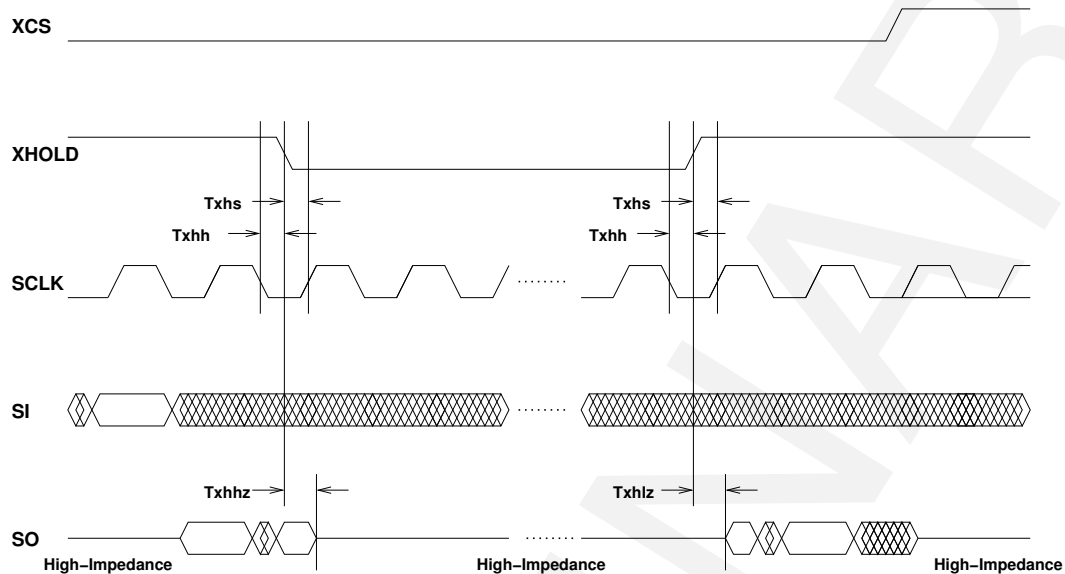 XCS
XHOLD
Txhs
Txhs
Txhh
Txhh
SCLK
SI
Txhhz
Txhlz
SO
High-Impedance
High-Impedance
High-Impedance